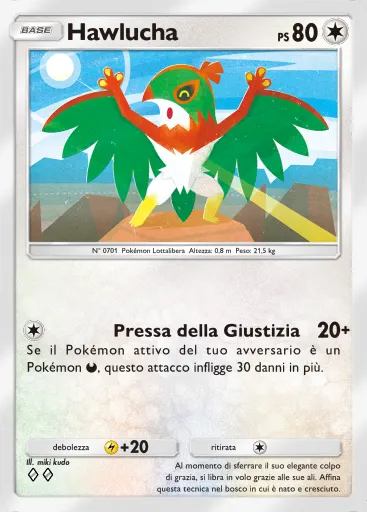 BASE Hawlucha PS 80
N° 0701 Pokémon Lottalibera Altezza: 0,8 m Peso: 21,5 kg
Pressa della Giustizia 20+
Se il Pokémon attivo del tuo avversario è un
Pokémon , questo attacco infligge 30 danni in più.
debolezza +20 ritirata
Ill. miki kudo
Al momento di sferrare il suo elegante colpo
di grazia, si libra in volo grazie alle sue ali. Affina
questa tecnica nel bosco in cui è nato e cresciuto.